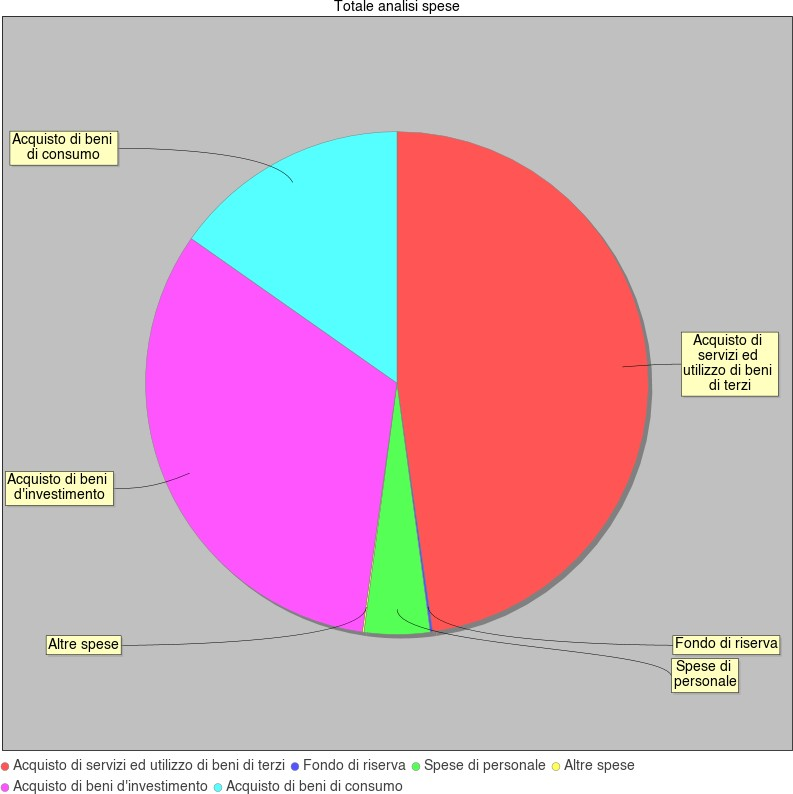 Totale analisi spese
Acquisto di beni
di consumo
Acquisto di
servizi ed
utilizzo di beni
di terzi
Acquisto di beni
d'investimento
Altre spese
Fondo di riserva
Spese di
personale
Acquisto di servizi ed utilizzo di beni di terzi Fondo di riserva Spese di personale Altre spese
Acquisto di beni d'investimento Acquisto di beni di consumo